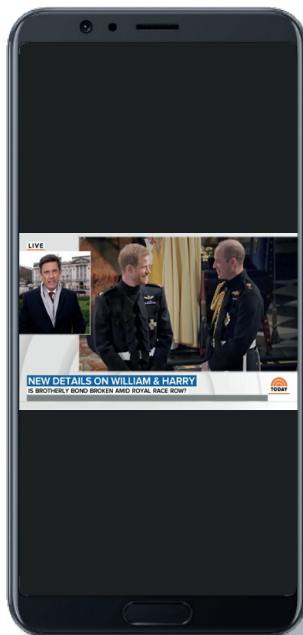 LIVE
NEW DETAILS ON WILLIAM & HARRY
IS BROTHERLY BOND BROKEN AMID ROYAL RACE ROW?
TODAY